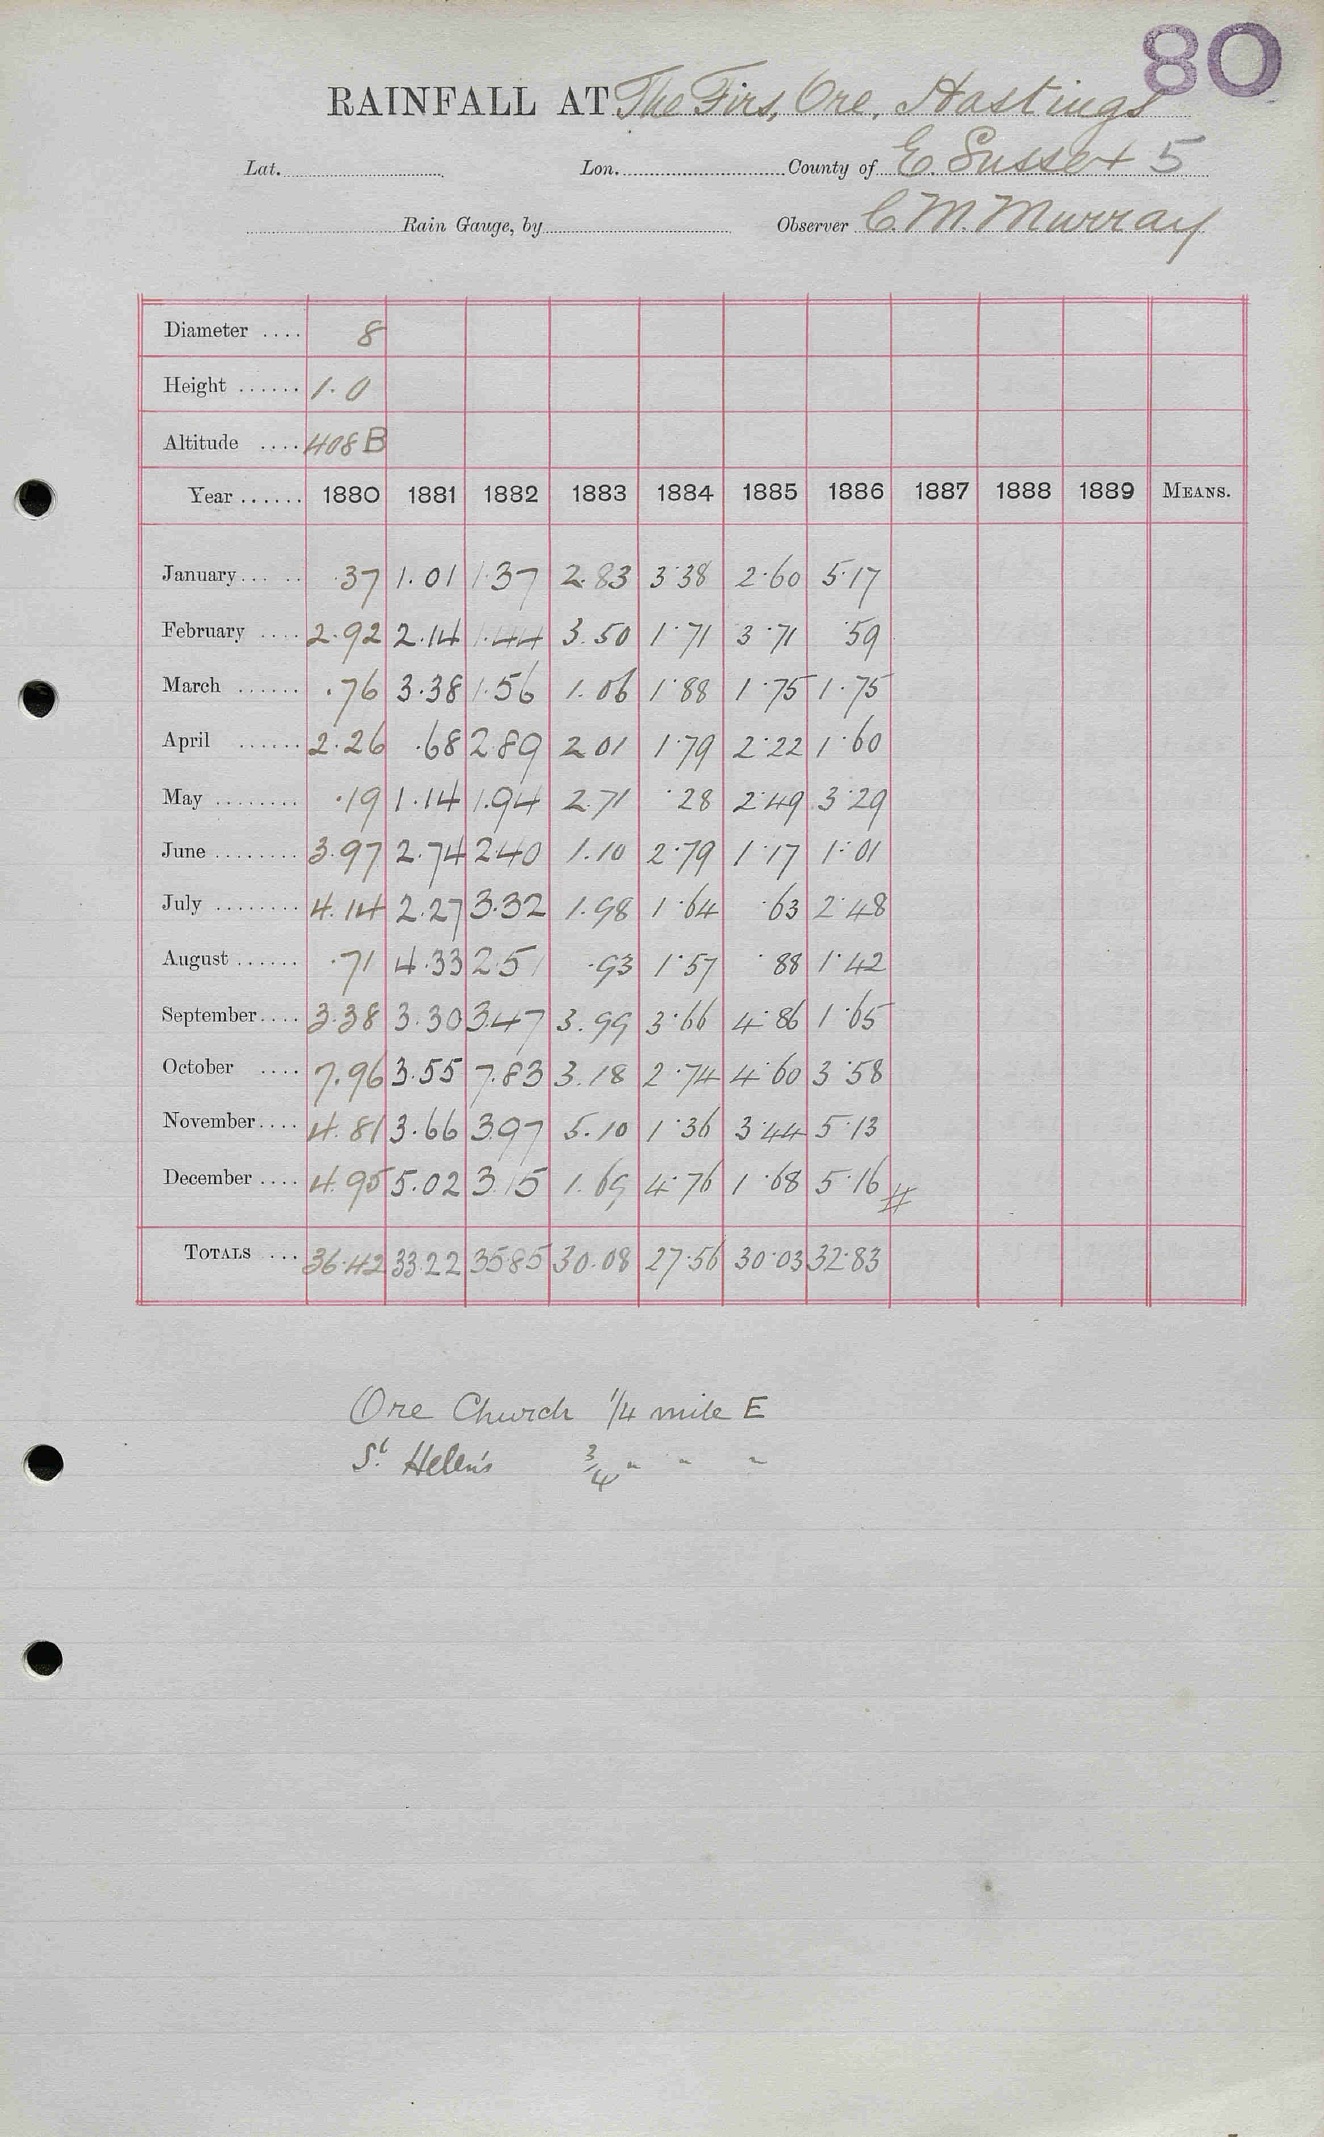 80
RAINFALL AT The Firs, Ore, Hastings
Lat. Lon. County of E. Sussex 5
Rain Gauge, by Observer C. M. Murray
Diameter .... 8
Height ...... 1.0
Altitude .... 408 B
Year ...... 1880 1881 1882 1883 1884 1885 1886 1887 1888 1889 MEANS.
January ... .. .37 1.01 1.37 2.83 3.38 2.60 5.17
February .... 2.92 2.14 1.44 3.50 1.71 3.71 .59
March ...... .76 3.38 1.56 1.06 1.88 1.75 1.75
April ...... 2.26 .68 2.89 2.01 1.79 2.22 1.60
May ........ .19 1.14 1.94 2.71 .28 2.49 3.29
June ........ 3.97 2.74 2.40 1.10 2.79 1.17 1.01
July ........ 4.14 2.27 3.32 1.98 1.64 .63 2.48
August ...... .71 4.33 2.51 .93 1.57 .88 1.42
September .... 3.38 3.30 3.47 3.99 3.66 4.86 1.65
October .... 7.96 3.55 7.83 3.18 2.74 4.60 3.58
November .... 4.81 3.66 3.97 5.10 1.36 3.44 5.13
December .... 4.95 5.02 3.15 1.69 4.76 1.68 5.16 #
TOTALS ... 36.42 33.22 35.85 30.08 27.56 30.03 32.83
Ore Church 1/4 mile E
St. Helen's 3/4 " " "